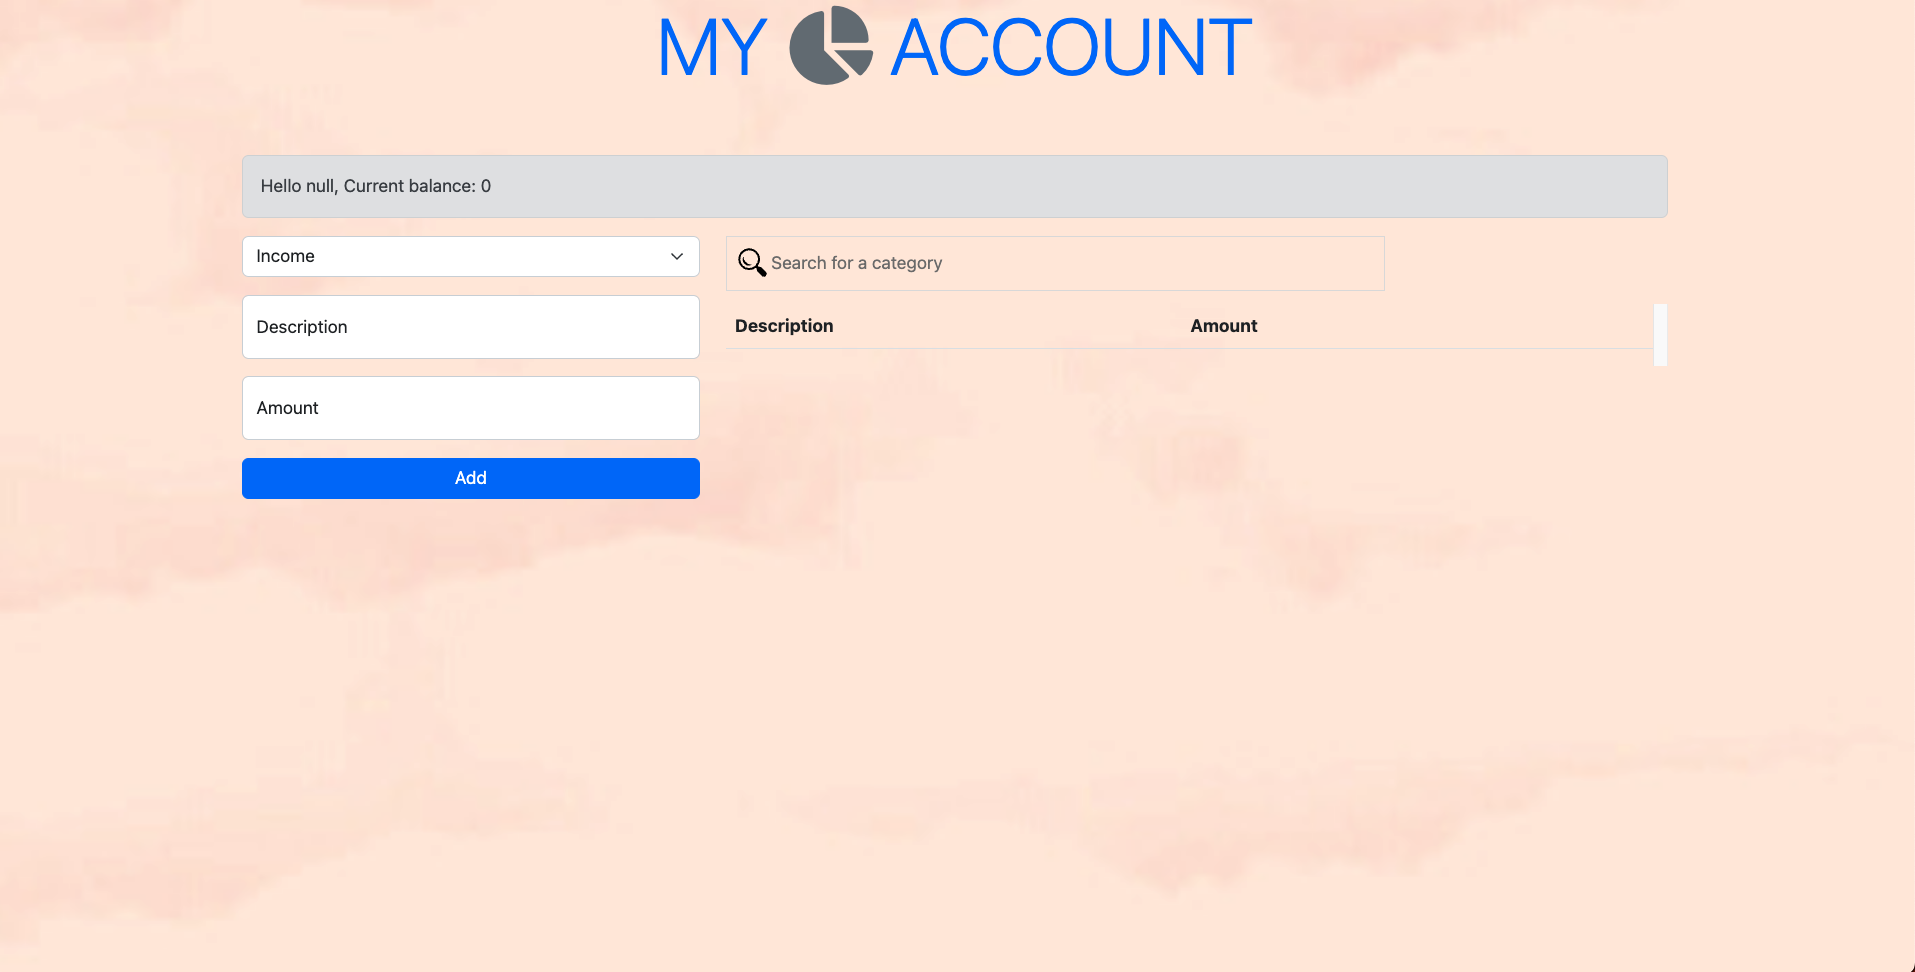 MY ACCOUNT
Hello null, Current balance: 0
Income
Search for a category
Description
Amount
Description
Amount
Add